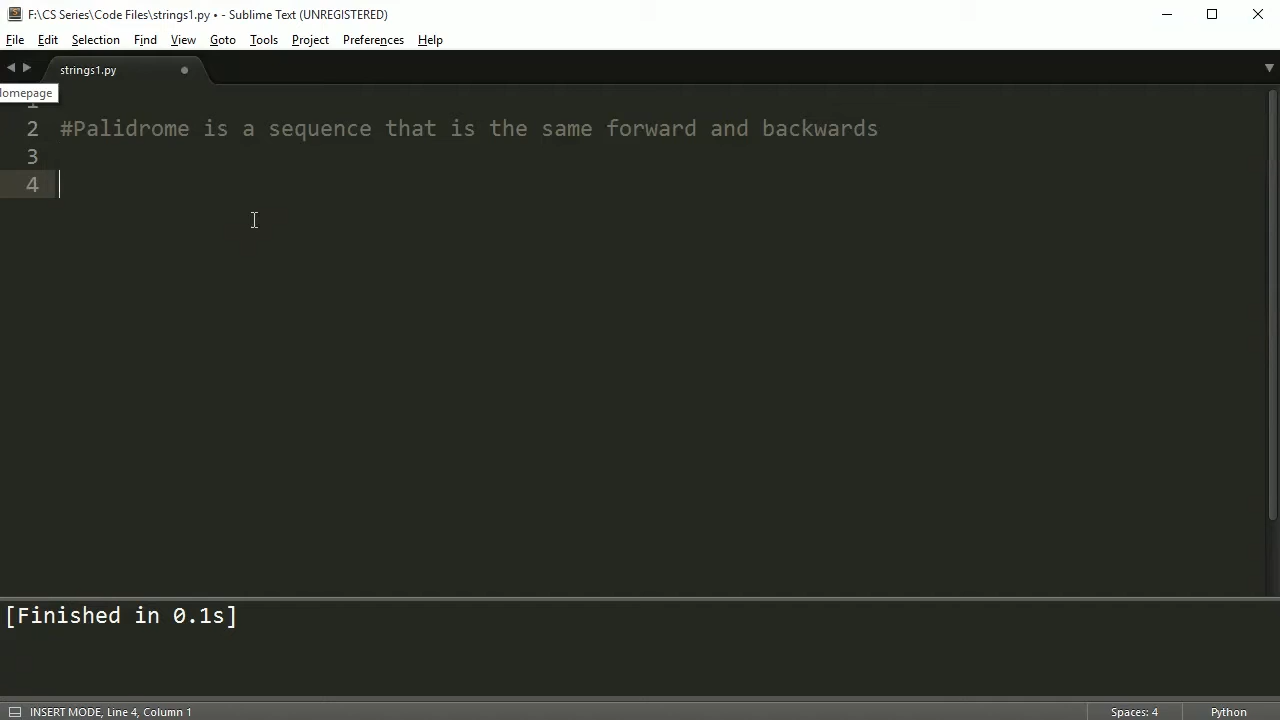 F:\CS Series\Code Files\strings1.py • - Sublime Text (UNREGISTERED)
File Edit Selection Find View Goto Tools Project Preferences Help
strings1.py
2 #Palidrome is a sequence that is the same forward and backwards
3
4
[Finished in 0.1s]
INSERT MODE, Line 4, Column 1 Spaces: 4 Python